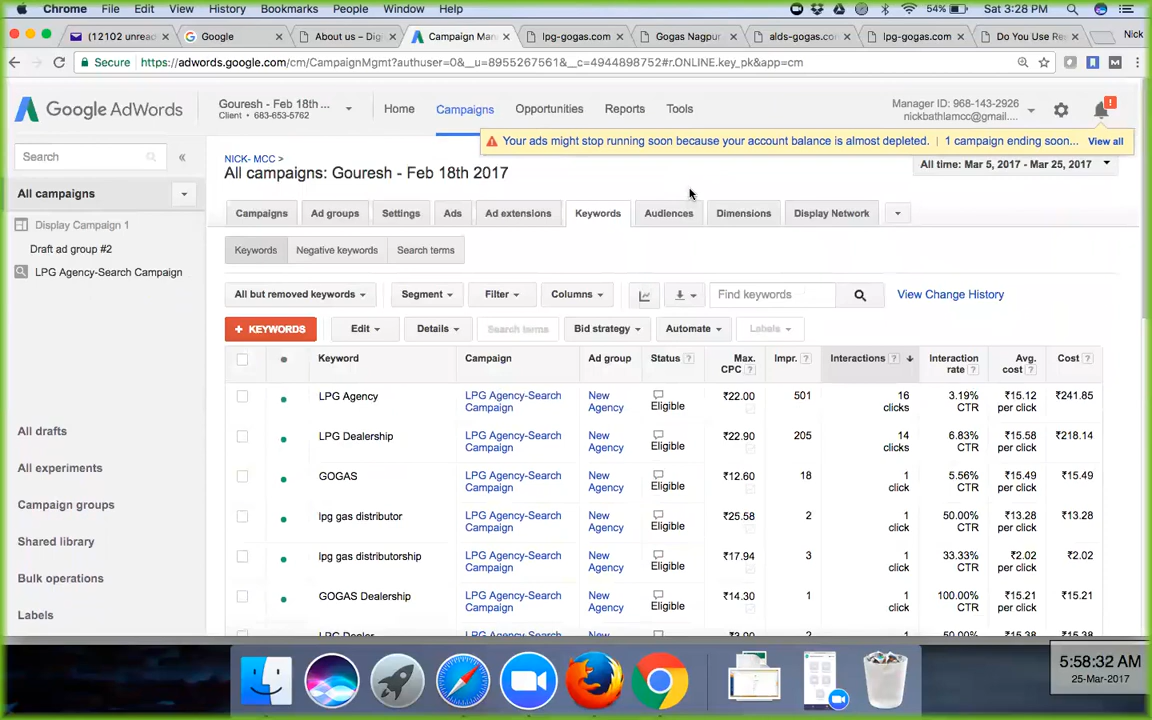 Chrome File Edit View History Bookmarks People Window Help 54% Sat 3:28 PM
(12102 unread Google About us – Dig Campaign Man lpg-gogas.com Gogas Nagpur alds-gogas.com lpg-gogas.com Do You Use Re Nick
Secure https://adwords.google.com/cm/CampaignMgmt?authuser=0&__u=8955267561&__c=4944898752#r.ONLINE.key_pk&app=cm
Google AdWords
Gouresh - Feb 18th ...
Client • 683-653-5762
Home Campaigns Opportunities Reports Tools
Manager ID: 968-143-2926
nickbathlamcc@gmail....
!
Your ads might stop running soon because your account balance is almost depleted. | 1 campaign ending soon... View all
Search «
NICK- MCC >
All campaigns: Gouresh - Feb 18th 2017
All time: Mar 5, 2017 - Mar 25, 2017
All campaigns
Display Campaign 1
Draft ad group #2
LPG Agency-Search Campaign
All drafts
All experiments
Campaign groups
Shared library
Bulk operations
Labels
Campaigns Ad groups Settings Ads Ad extensions Keywords Audiences Dimensions Display Network
Keywords Negative keywords Search terms
All but removed keywords Segment Filter Columns Find keywords View Change History
+ KEYWORDS Edit Details Search terms Bid strategy Automate Labels
Keyword Campaign Ad group Status ? Max. CPC ? Impr. ? Interactions ? Interaction rate ? Avg. cost ? Cost ?
LPG Agency LPG Agency-Search Campaign New Agency Eligible ₹22.00 501 16 clicks 3.19% CTR ₹15.12 per click ₹241.85
LPG Dealership LPG Agency-Search Campaign New Agency Eligible ₹22.90 205 14 clicks 6.83% CTR ₹15.58 per click ₹218.14
GOGAS LPG Agency-Search Campaign New Agency Eligible ₹12.60 18 1 click 5.56% CTR ₹15.49 per click ₹15.49
lpg gas distributor LPG Agency-Search Campaign New Agency Eligible ₹25.58 2 1 click 50.00% CTR ₹13.28 per click ₹13.28
lpg gas distributorship LPG Agency-Search Campaign New Agency Eligible ₹17.94 3 1 click 33.33% CTR ₹2.02 per click ₹2.02
GOGAS Dealership LPG Agency-Search Campaign New Agency Eligible ₹14.30 1 1 click 100.00% CTR ₹15.21 per click ₹15.21
5:58:32 AM
25-Mar-2017